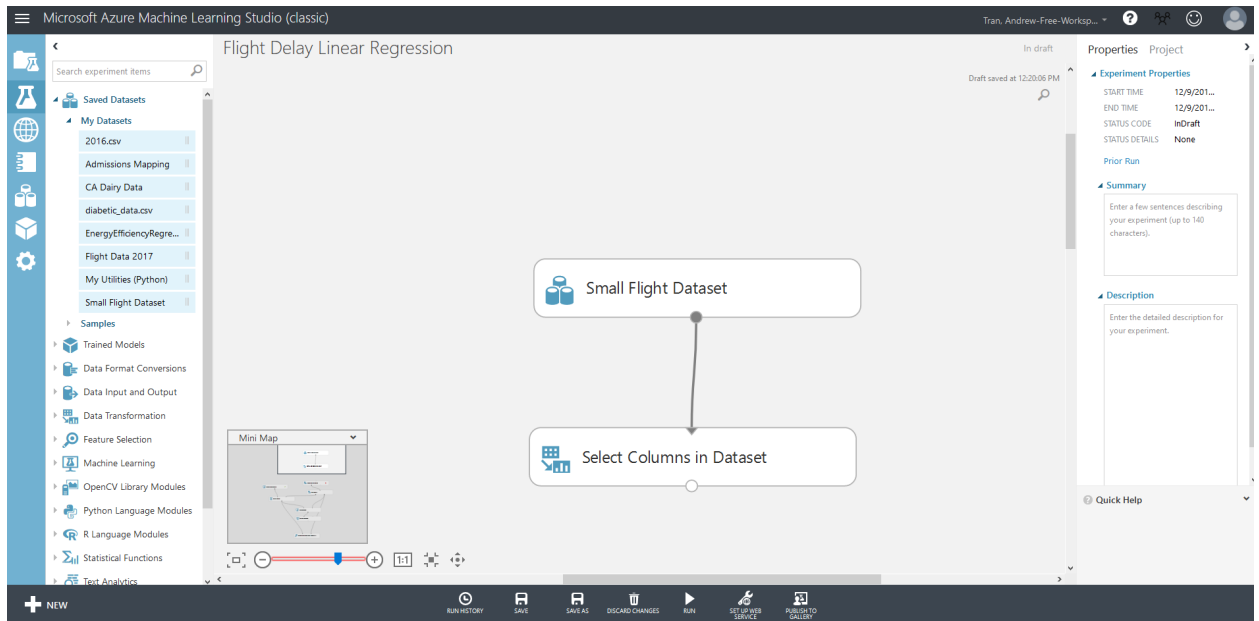 Microsoft Azure Machine Learning Studio (classic)
Tran, Andrew-Free-Worksp...
Search experiment items
Saved Datasets
My Datasets
2016.csv
Admissions Mapping
CA Dairy Data
diabetic_data.csv
EnergyEfficiencyRegre...
Flight Data 2017
My Utilities (Python)
Small Flight Dataset
Samples
Trained Models
Data Format Conversions
Data Input and Output
Data Transformation
Feature Selection
Machine Learning
OpenCV Library Modules
Python Language Modules
R Language Modules
Statistical Functions
Text Analytics
Flight Delay Linear Regression
In draft
Draft saved at 12:20:06 PM
Small Flight Dataset
Select Columns in Dataset
Mini Map
1:1
Properties Project
Experiment Properties
START TIME 12/9/201...
END TIME 12/9/201...
STATUS CODE InDraft
STATUS DETAILS None
Prior Run
Summary
Enter a few sentences describing
your experiment (up to 140
characters).
Description
Enter the detailed description for
your experiment.
Quick Help
NEW
RUN HISTORY
SAVE
SAVE AS
DISCARD CHANGES
RUN
SET UP WEB
SERVICE
PUBLISH TO
GALLERY